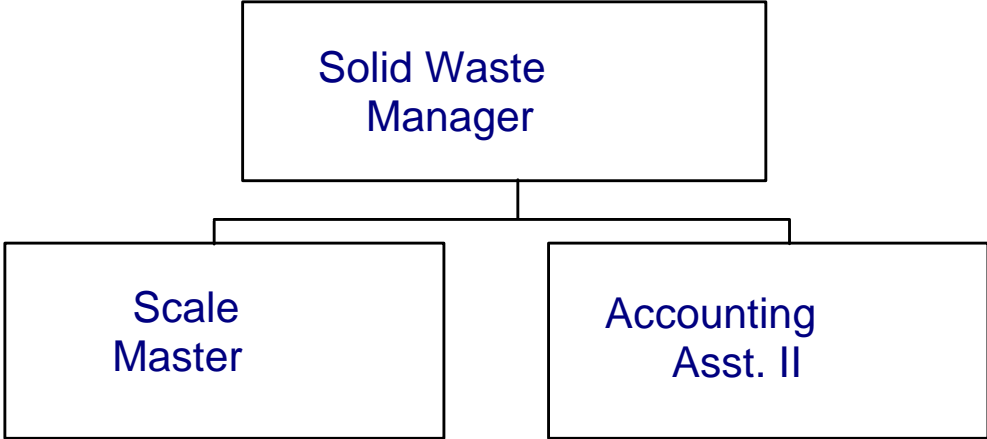 Solid Waste
Manager
Scale
Master
Accounting
Asst. II